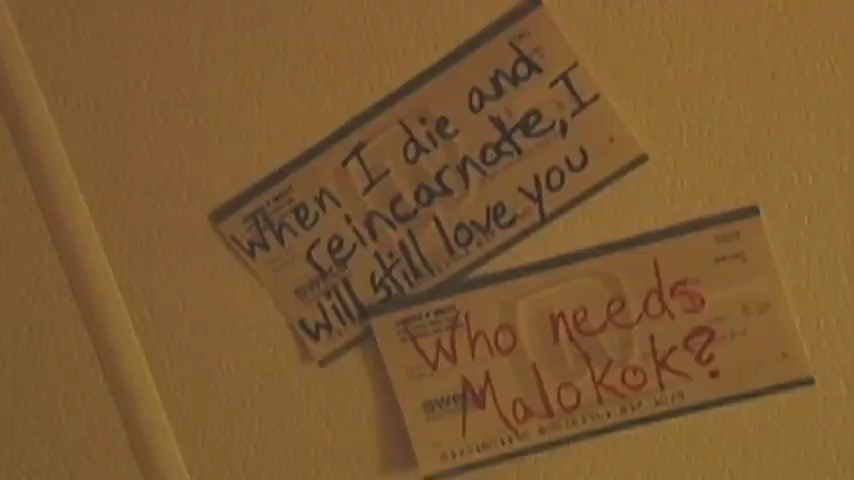 When I die and
reincarnate, I
will still love you
Who needs
Malokok?